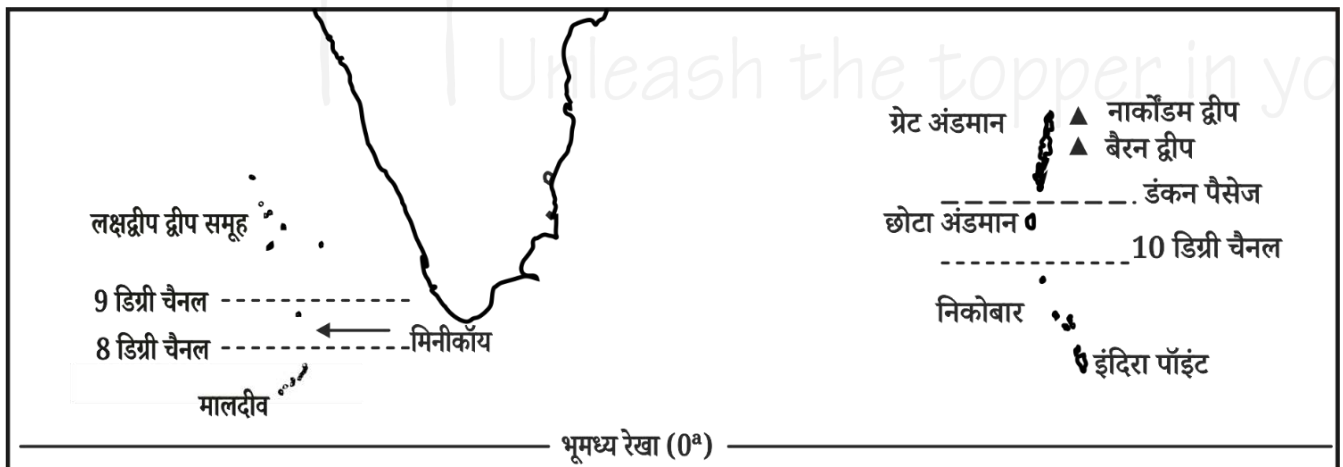 Unleash the topper in yo
ग्रेट अंडमान
नार्कोंडम द्वीप
बैरन द्वीप
डंकन पैसेज
लक्षद्वीप द्वीप समूह
छोटा अंडमान
10 डिग्री चैनल
9 डिग्री चैनल
निकोबार
मिनीकॉय
8 डिग्री चैनल
इंदिरा पॉइंट
मालदीव
भूमध्य रेखा (0ª)